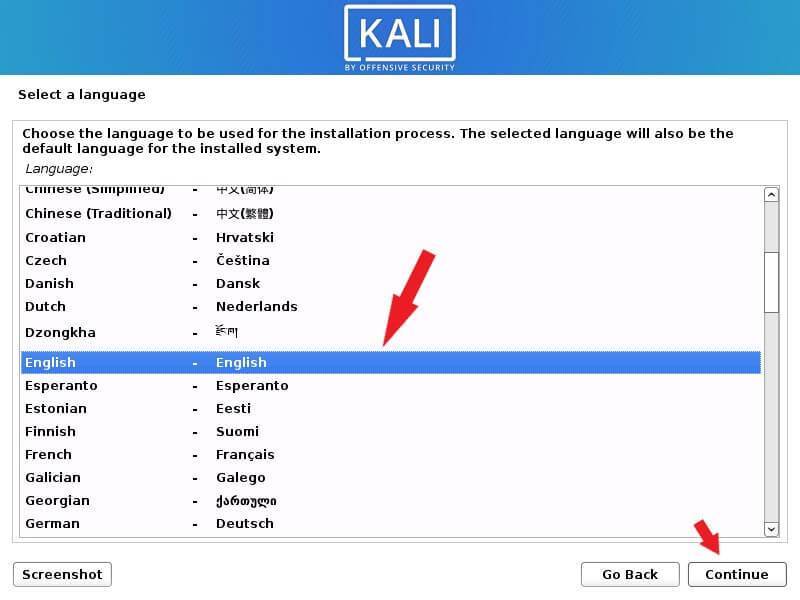 KALI
BY OFFENSIVE SECURITY
Select a language
Choose the language to be used for the installation process. The selected language will also be the
default language for the installed system.
Language:
Chinese (Simplified) - 中文(简体)
Chinese (Traditional) - 中文(繁體)
Croatian - Hrvatski
Czech - Čeština
Danish - Dansk
Dutch - Nederlands
Dzongkha - རྫོང་ཁ།
English - English
Esperanto - Esperanto
Estonian - Eesti
Finnish - Suomi
French - Français
Galician - Galego
Georgian - ქართული
German - Deutsch
Screenshot Go Back Continue